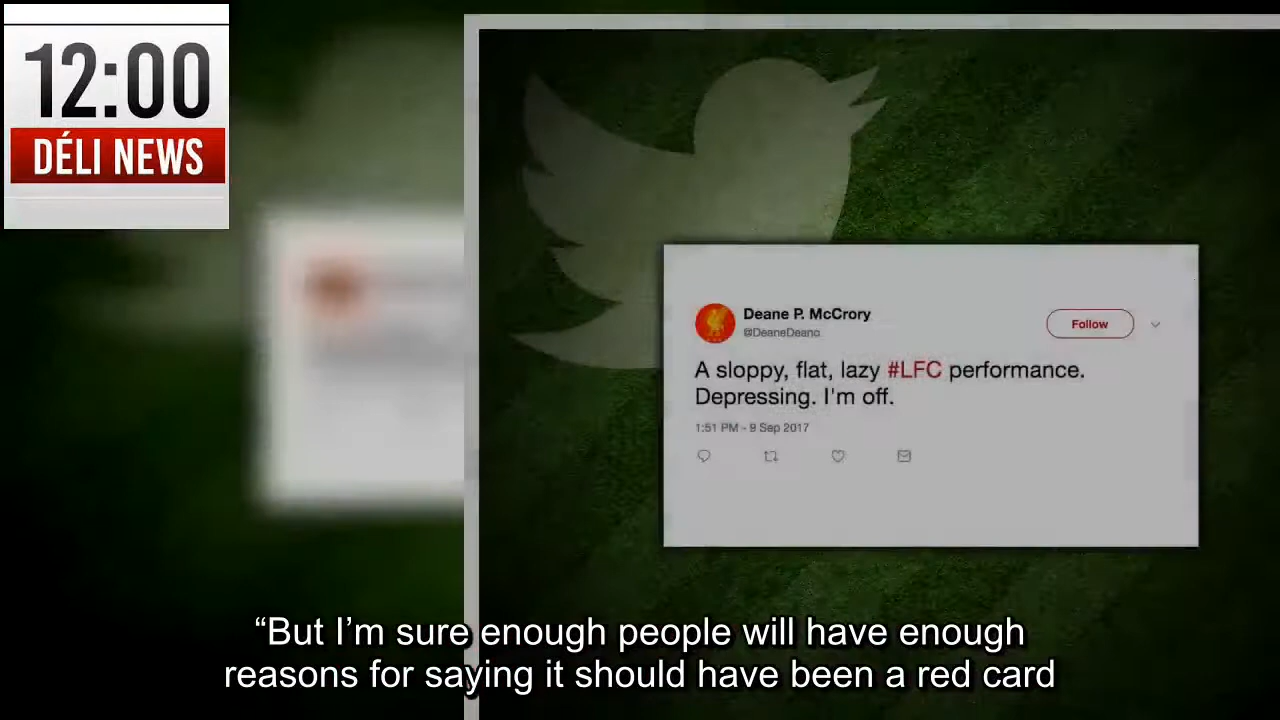 12:00
DÉLI NEWS
Deane P. McCrory
@DeaneDeano
Follow
A sloppy, flat, lazy #LFC performance.
Depressing. I'm off.
1:51 PM - 9 Sep 2017
“But I’m sure enough people will have enough
reasons for saying it should have been a red card